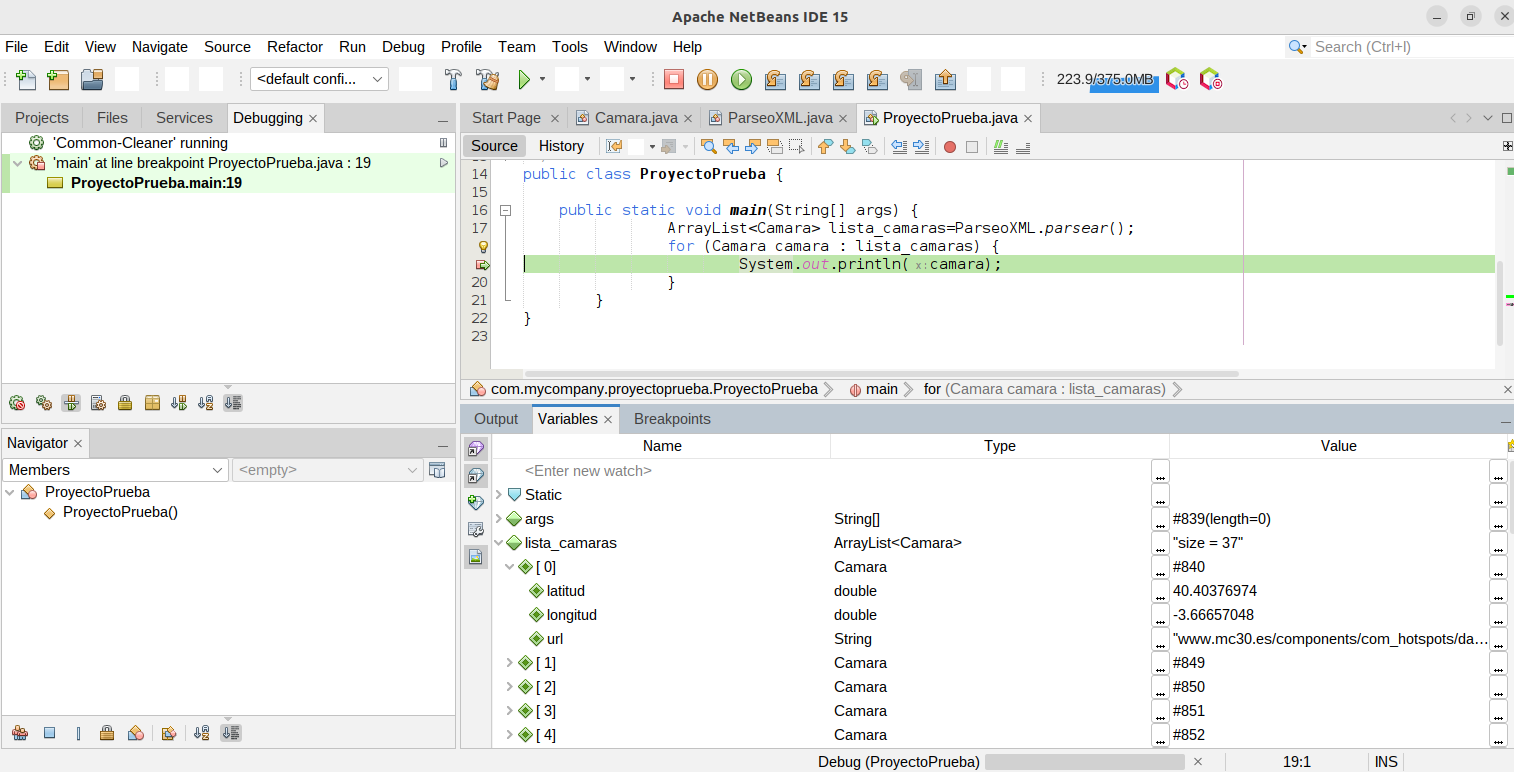 Apache NetBeans IDE 15
File Edit View Navigate Source Refactor Run Debug Profile Team Tools Window Help
Search (Ctrl+I)
<default confi...
223.9/375.0MB
Projects Files Services Debugging
'Common-Cleaner' running
'main' at line breakpoint ProyectoPrueba.java : 19
ProyectoPrueba.main:19
Start Page Camara.java ParseoXML.java ProyectoPrueba.java
Source History
14 public class ProyectoPrueba {
15
16 public static void main(String[] args) {
17 ArrayList<Camara> lista_camaras=ParseoXML.parsear();
for (Camara camara : lista_camaras) {
System.out.println( x: camara);
20 }
21 }
22 }
23
com.mycompany.proyectoprueba.ProyectoPrueba main for (Camara camara : lista_camaras)
Navigator
Members <empty>
ProyectoPrueba
ProyectoPrueba()
Output Variables Breakpoints
Name Type Value
<Enter new watch>
Static
args String[] #839(length=0)
lista_camaras ArrayList<Camara> "size = 37"
[ 0] Camara #840
latitud double 40.40376974
longitud double -3.66657048
url String "www.mc30.es/components/com_hotspots/da...
[ 1] Camara #849
[ 2] Camara #850
[ 3] Camara #851
[ 4] Camara #852
Debug (ProyectoPrueba) 19:1 INS